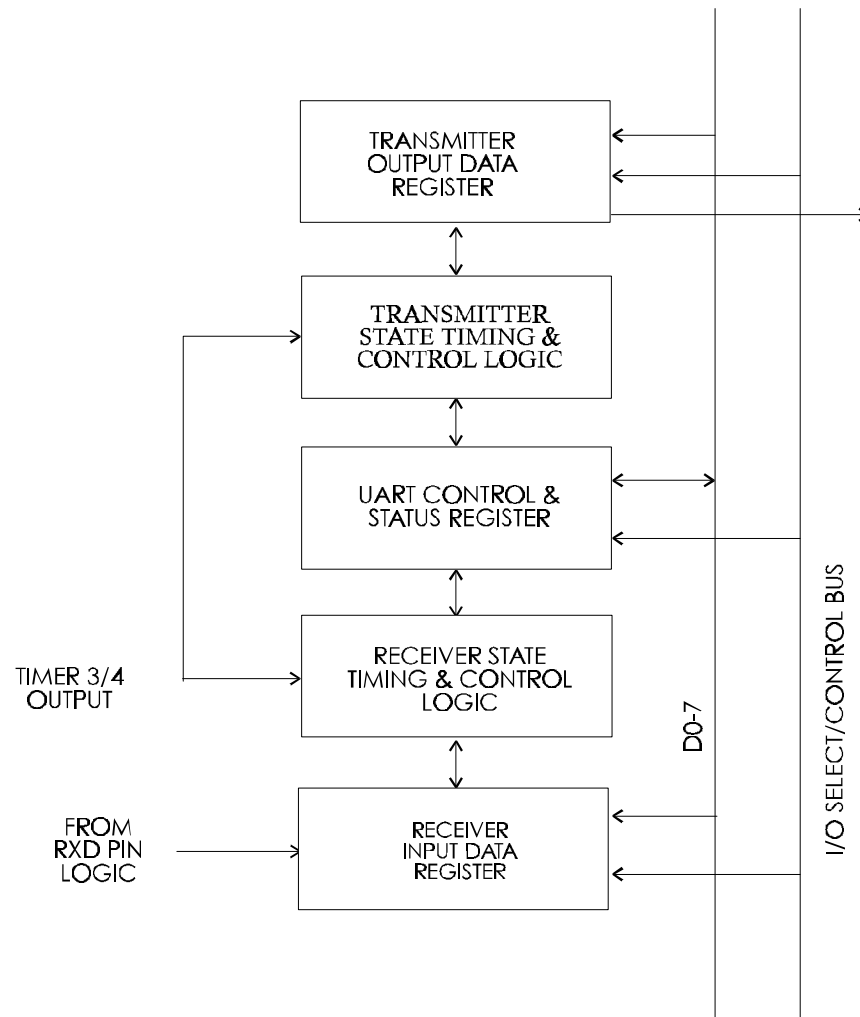 TRANSMITTER
OUTPUT DATA
REGISTER
TRANSMITTER
STATE TIMING &
CONTROL LOGIC
UART CONTROL &
STATUS REGISTER
RECEIVER STATE
TIMING & CONTROL
LOGIC
TIMER 3/4
OUTPUT
D0-7
I/O SELECT/CONTROL BUS
FROM
RXD PIN
LOGIC
RECEIVER
INPUT DATA
REGISTER